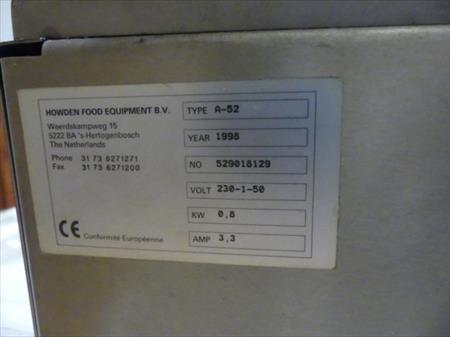 HOWDEN FOOD EQUIPMENT B.V.
Weerdskampweg 15
5222 BA 's-Hertogenbosch
The Netherlands
Phone 31 73 6271271
Fax 31 73 6271200
CE Conformité Européenne
TYPE A-52
YEAR 1998
NO 529018129
VOLT 230-1-50
KW 0,8
AMP 3,3